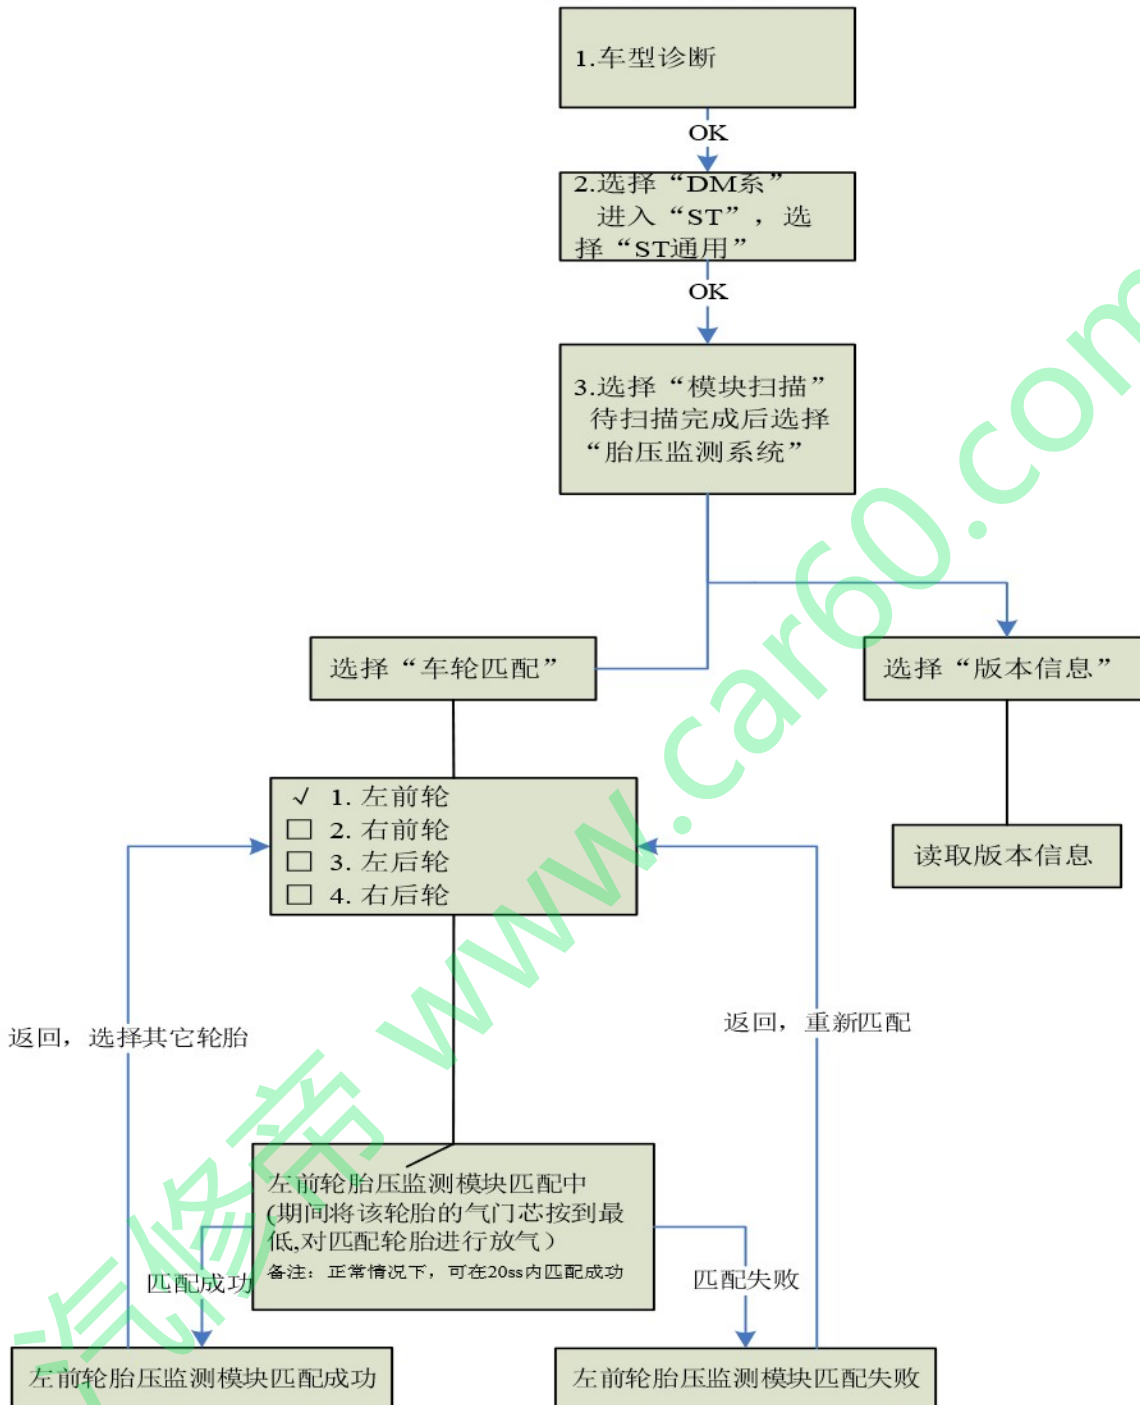 1.车型诊断
OK
2.选择“DM系”
进入“ST”，选
择“ST通用”
OK
3.选择“模块扫描”
待扫描完成后选择
“胎压监测系统”
选择“车轮匹配”
选择“版本信息”
√ 1. 左前轮
2. 右前轮
3. 左后轮
4. 右后轮
读取版本信息
返回，选择其它轮胎
返回，重新匹配
左前轮胎压监测模块匹配中
(期间将该轮胎的气门芯按到最
低,对匹配轮胎进行放气）
备注：正常情况下，可在20ss内匹配成功
匹配成功
匹配失败
左前轮胎压监测模块匹配成功
左前轮胎压监测模块匹配失败
汽修帝 www.car60.com